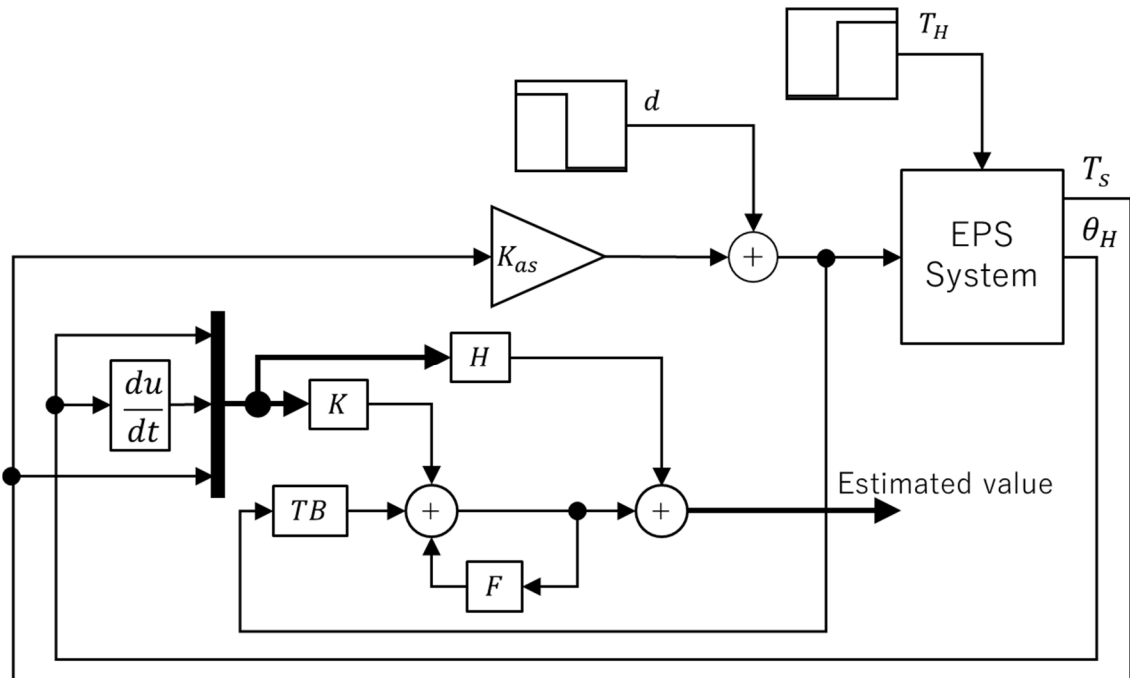 T_H
d
T_s
θ_H
EPS
System
K_as
+
H
du
dt
K
Estimated value
TB
+
+
F